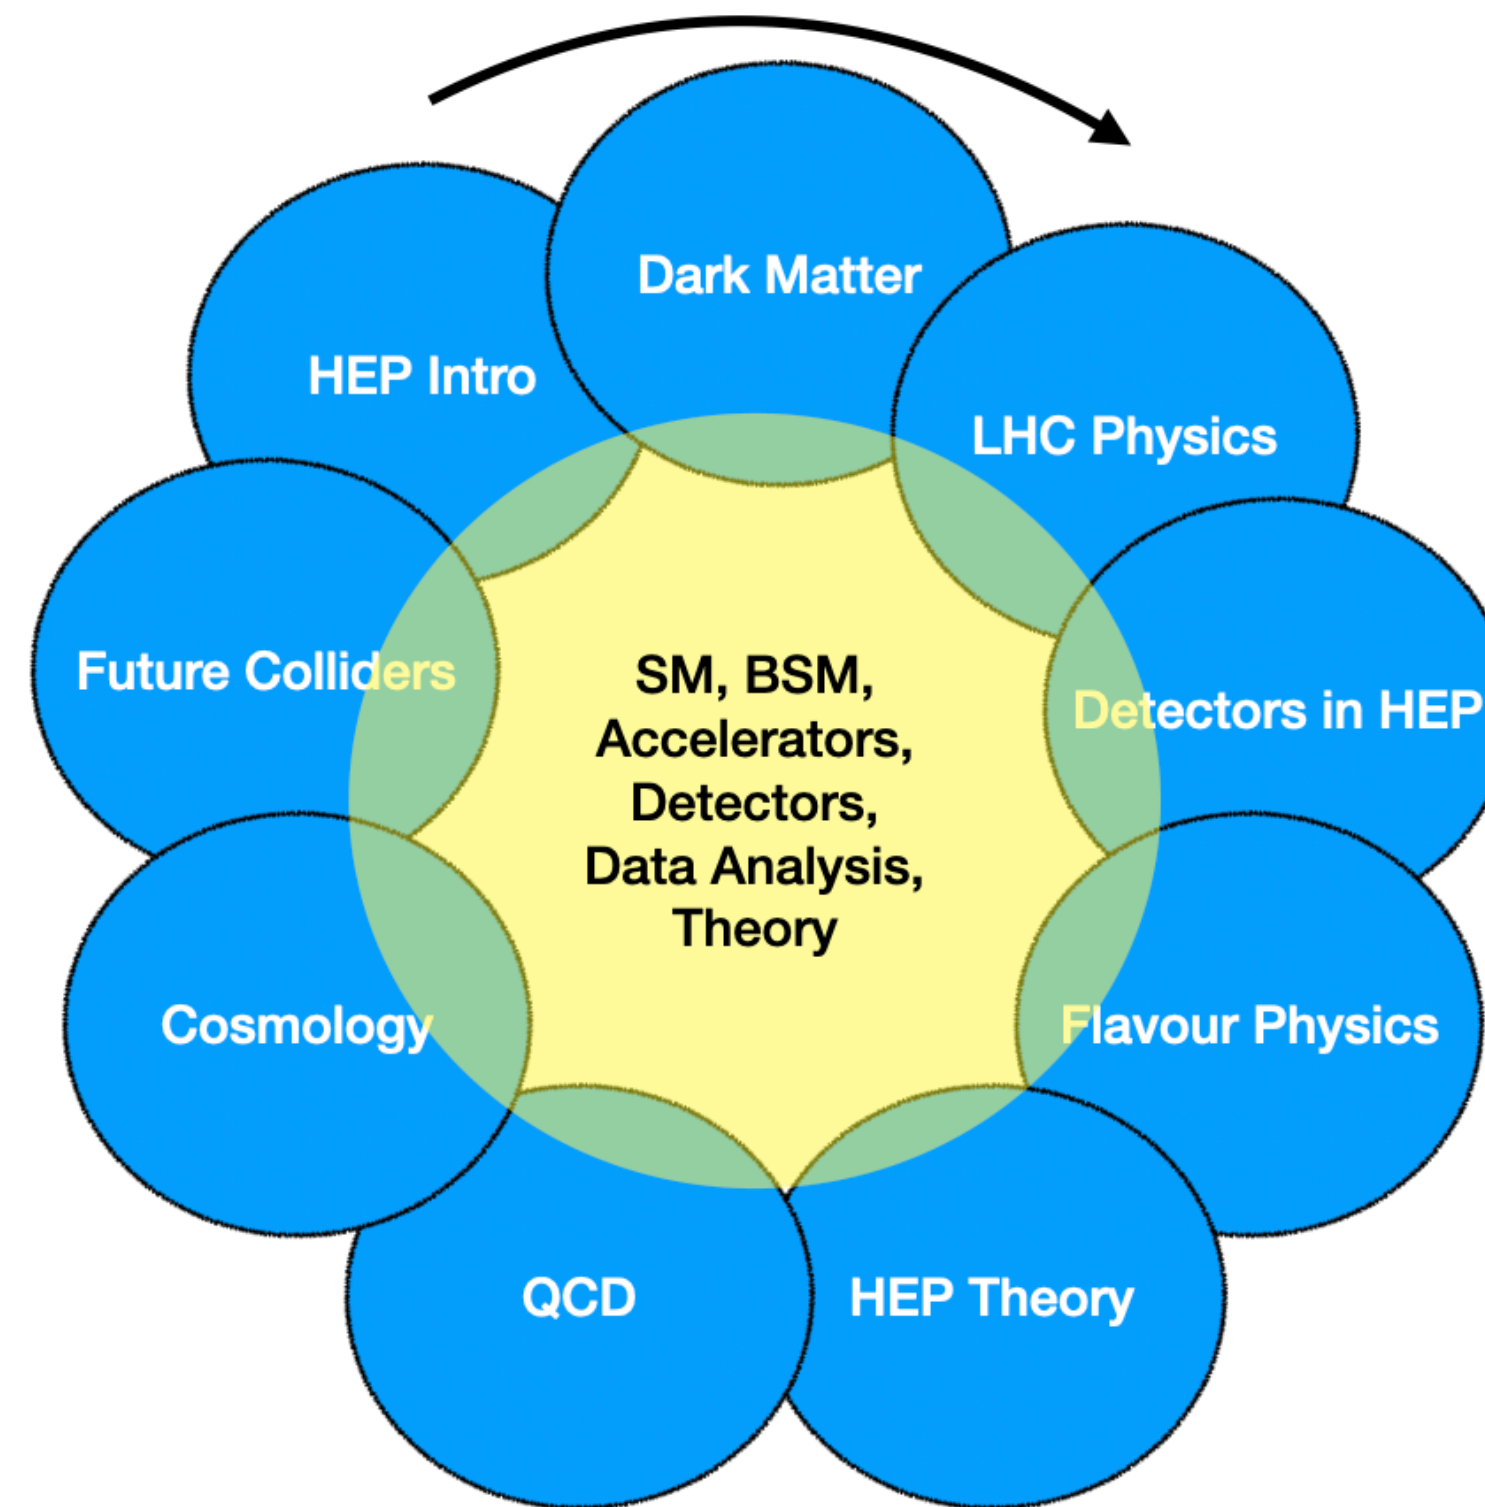 Dark Matter
HEP Intro
LHC Physics
Future Colliders
SM, BSM,
Accelerators,
Detectors,
Data Analysis,
Theory
Detectors in HEP
Cosmology
Flavour Physics
QCD
HEP Theory